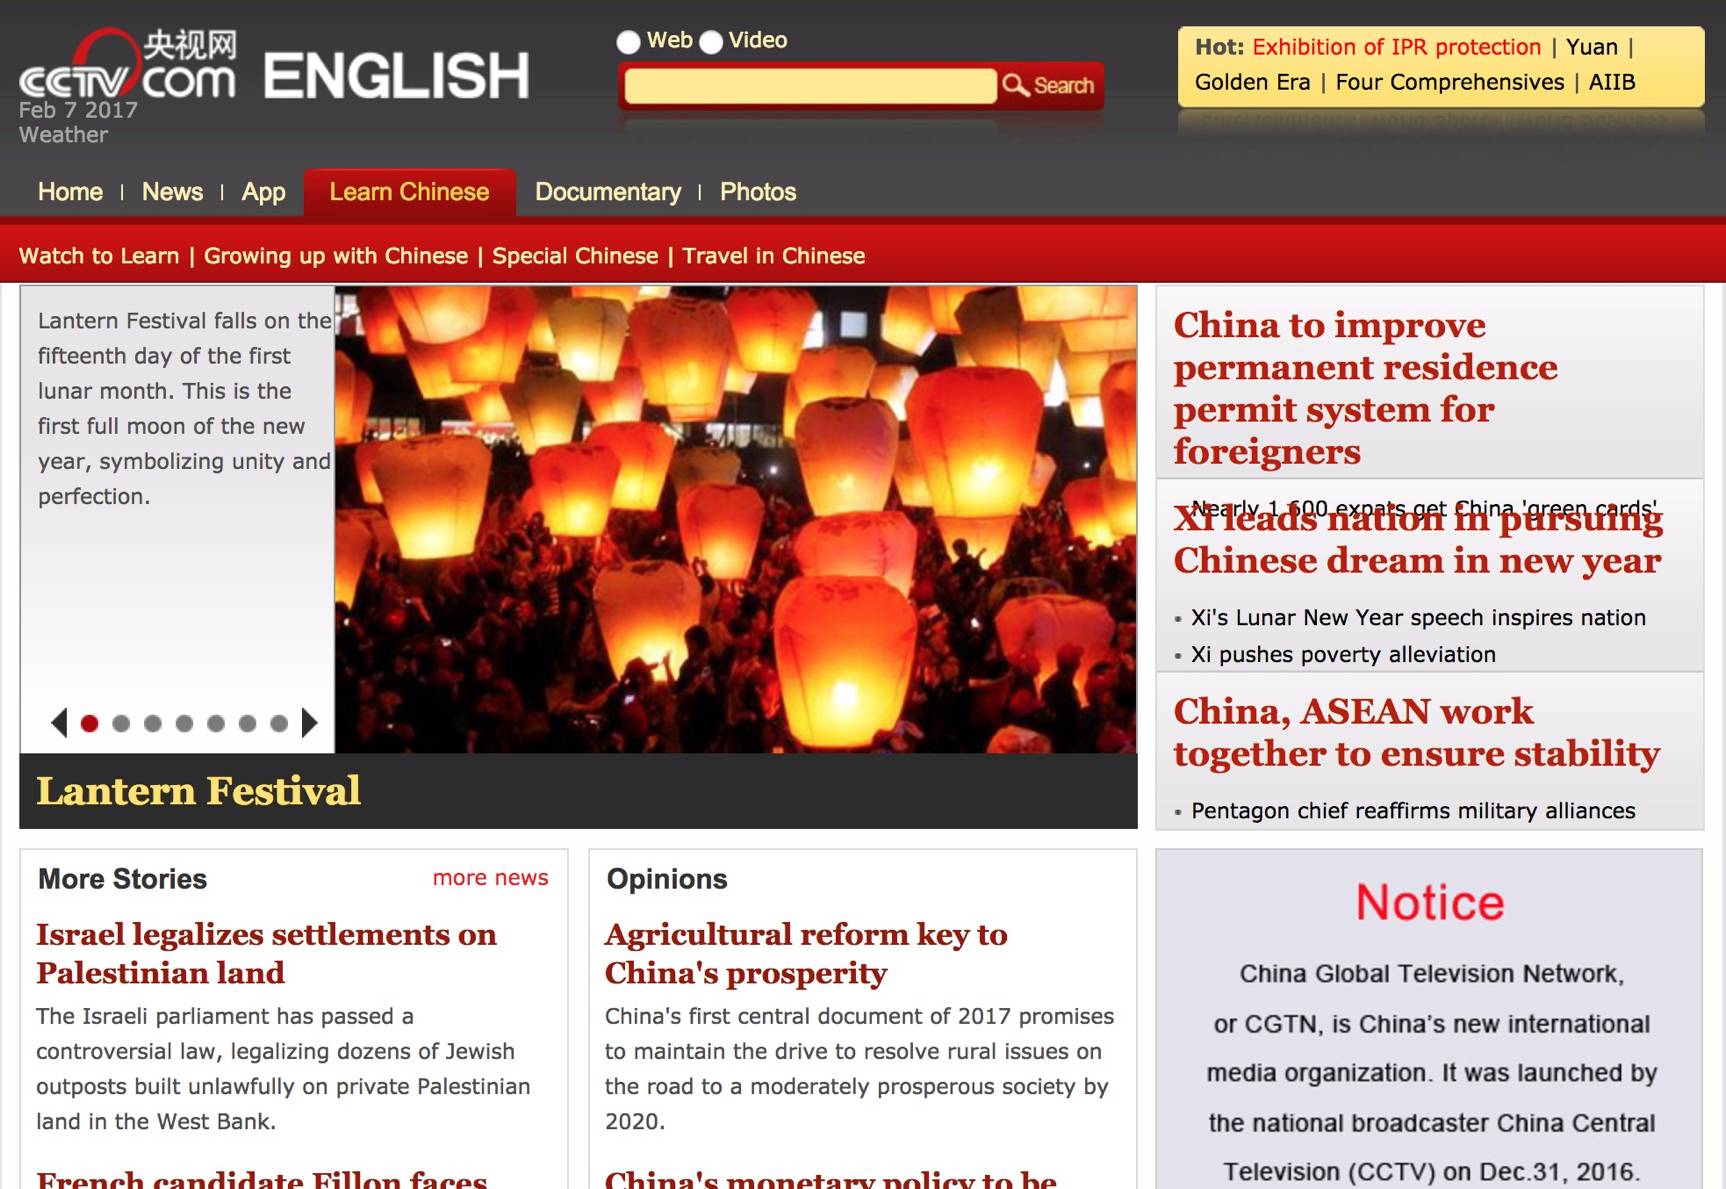 央视网
CCTV.com ENGLISH
Feb 7 2017
Weather
Web Video
Search
Hot: Exhibition of IPR protection | Yuan |
Golden Era | Four Comprehensives | AIIB
Home | News | App Learn Chinese Documentary | Photos
Watch to Learn | Growing up with Chinese | Special Chinese | Travel in Chinese
Lantern Festival falls on the
fifteenth day of the first
lunar month. This is the
first full moon of the new
year, symbolizing unity and
perfection.
Lantern Festival
China to improve
permanent residence
permit system for
foreigners
Nearly 1,600 expats get China 'green cards'
Xi leads nation in pursuing
Chinese dream in new year
Xi's Lunar New Year speech inspires nation
Xi pushes poverty alleviation
China, ASEAN work
together to ensure stability
Pentagon chief reaffirms military alliances
More Stories more news
Israel legalizes settlements on
Palestinian land
The Israeli parliament has passed a
controversial law, legalizing dozens of Jewish
outposts built unlawfully on private Palestinian
land in the West Bank.
French candidate Fillon faces
Opinions
Agricultural reform key to
China's prosperity
China's first central document of 2017 promises
to maintain the drive to resolve rural issues on
the road to a moderately prosperous society by
2020.
China's monetary policy to be
Notice
China Global Television Network,
or CGTN, is China's new international
media organization. It was launched by
the national broadcaster China Central
Television (CCTV) on Dec.31, 2016.